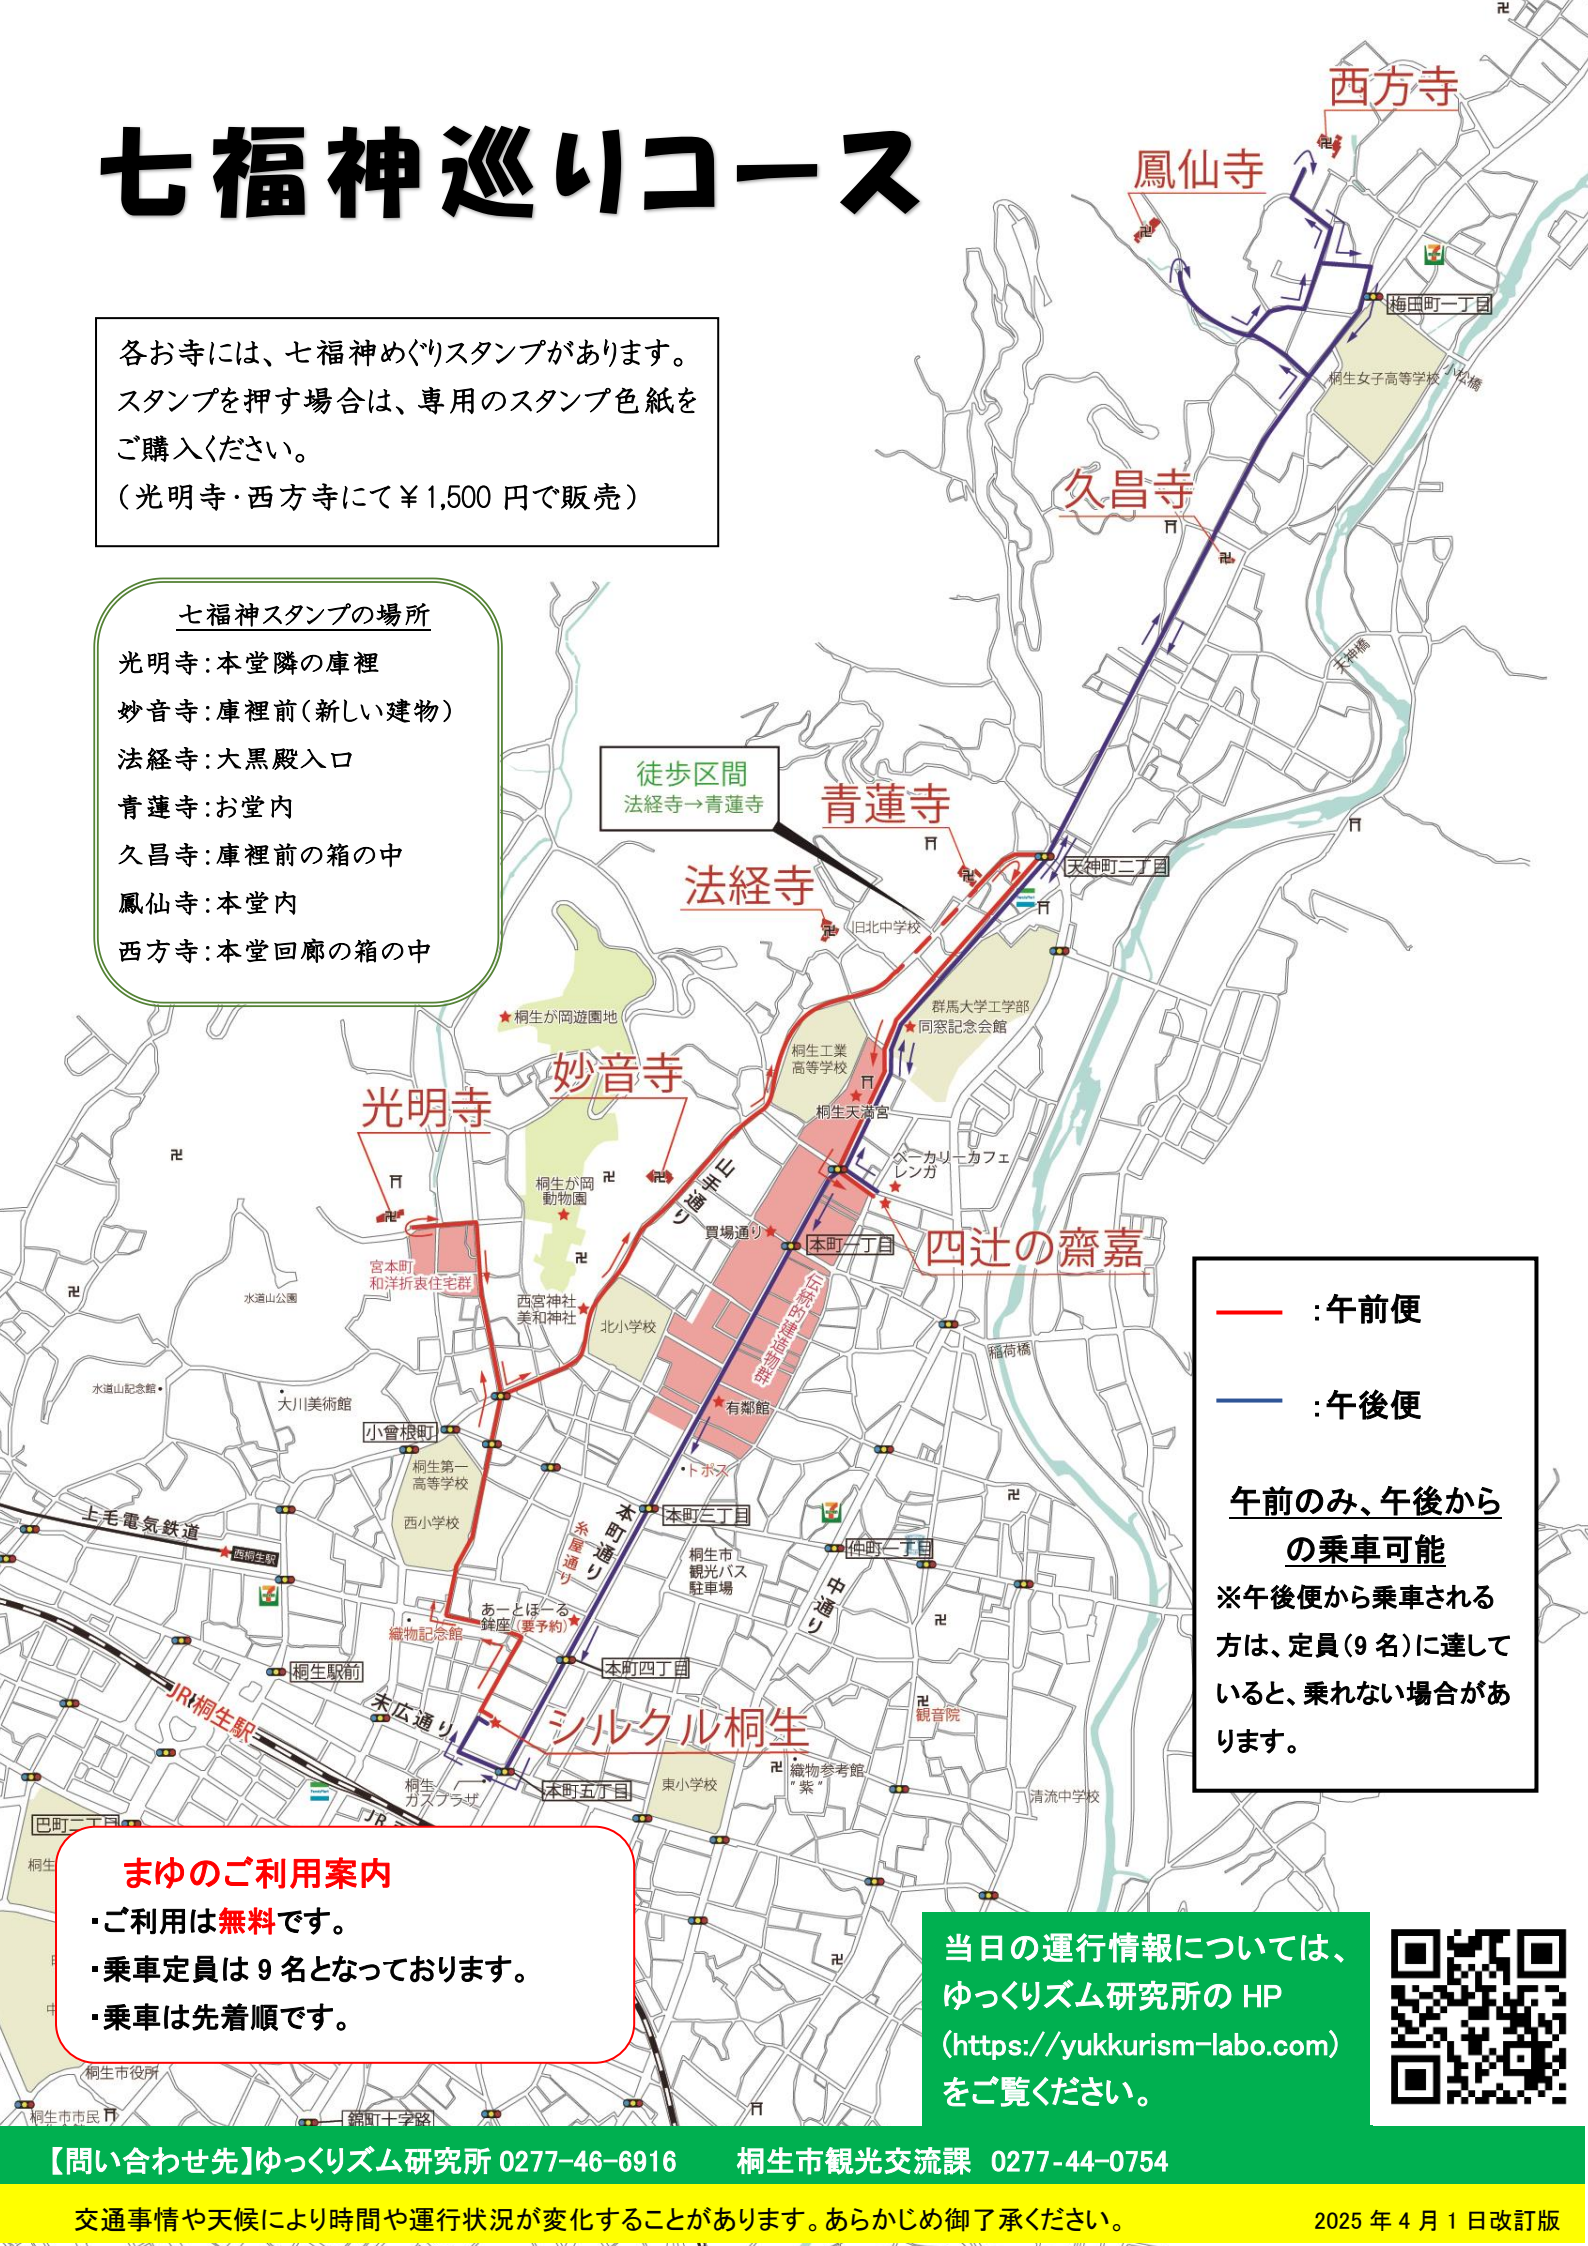 七福神巡りコース
各お寺には、七福神めぐりスタンプがあります。
スタンプを押す場合は、専用のスタンプ色紙を
ご購入ください。
（光明寺・西方寺にて￥1,500 円で販売）
七福神スタンプの場所
光明寺：本堂隣の庫裡
妙音寺：庫裡前（新しい建物）
法経寺：大黒殿入口
青蓮寺：お堂内
久昌寺：庫裡前の箱の中
鳳仙寺：本堂内
西方寺：本堂回廊の箱の中
西方寺
鳳仙寺
梅田町一丁目
桐生女子高等学校
小松橋
久昌寺
天神橋
徒歩区間
法経寺→青蓮寺
青蓮寺
法経寺
天神町二丁目
旧北中学校
群馬大学工学部
同窓記念会館
桐生が岡遊園地
桐生工業
高等学校
妙音寺
光明寺
桐生天満宮
ベーカリーカフェ
レンガ
山手通り
桐生が岡
動物園
買場通り
本町一丁目
四辻の齋嘉
宮本町
和洋折衷住宅群
水道山公園
西宮神社
美和神社
北小学校
伝統的建造物群
稲荷橋
水道山記念館
大川美術館
有鄰館
小曾根町
桐生第一
高等学校
トポス
西小学校
上毛電気鉄道
西桐生駅
本町通り
糸屋通り
本町三丁目
仲町一丁目
桐生市
観光バス
駐車場
中通り
あーとほーる
鉾座（要予約）
織物記念館
桐生駅前
本町四丁目
JR桐生駅
末広通り
シルクル桐生
観音院
桐生
ガスプラザ
本町五丁目
東小学校
織物参考館
"紫"
清流中学校
巴町二丁目
JR
桐生
：午前便
：午後便
午前のみ、午後から
の乗車可能
※午後便から乗車される
方は、定員（9 名）に達して
いると、乗れない場合があ
ります。
まゆのご利用案内
・ご利用は無料です。
・乗車定員は 9 名となっております。
・乗車は先着順です。
桐生市役所
桐生市市民
錦町十字路
当日の運行情報については、
ゆっくりズム研究所の HP
（https://yukkurism-labo.com）
をご覧ください。
【問い合わせ先】ゆっくりズム研究所 0277-46-6916 桐生市観光交流課 0277-44-0754
交通事情や天候により時間や運行状況が変化することがあります。あらかじめ御了承ください。
2025 年 4 月 1 日改訂版